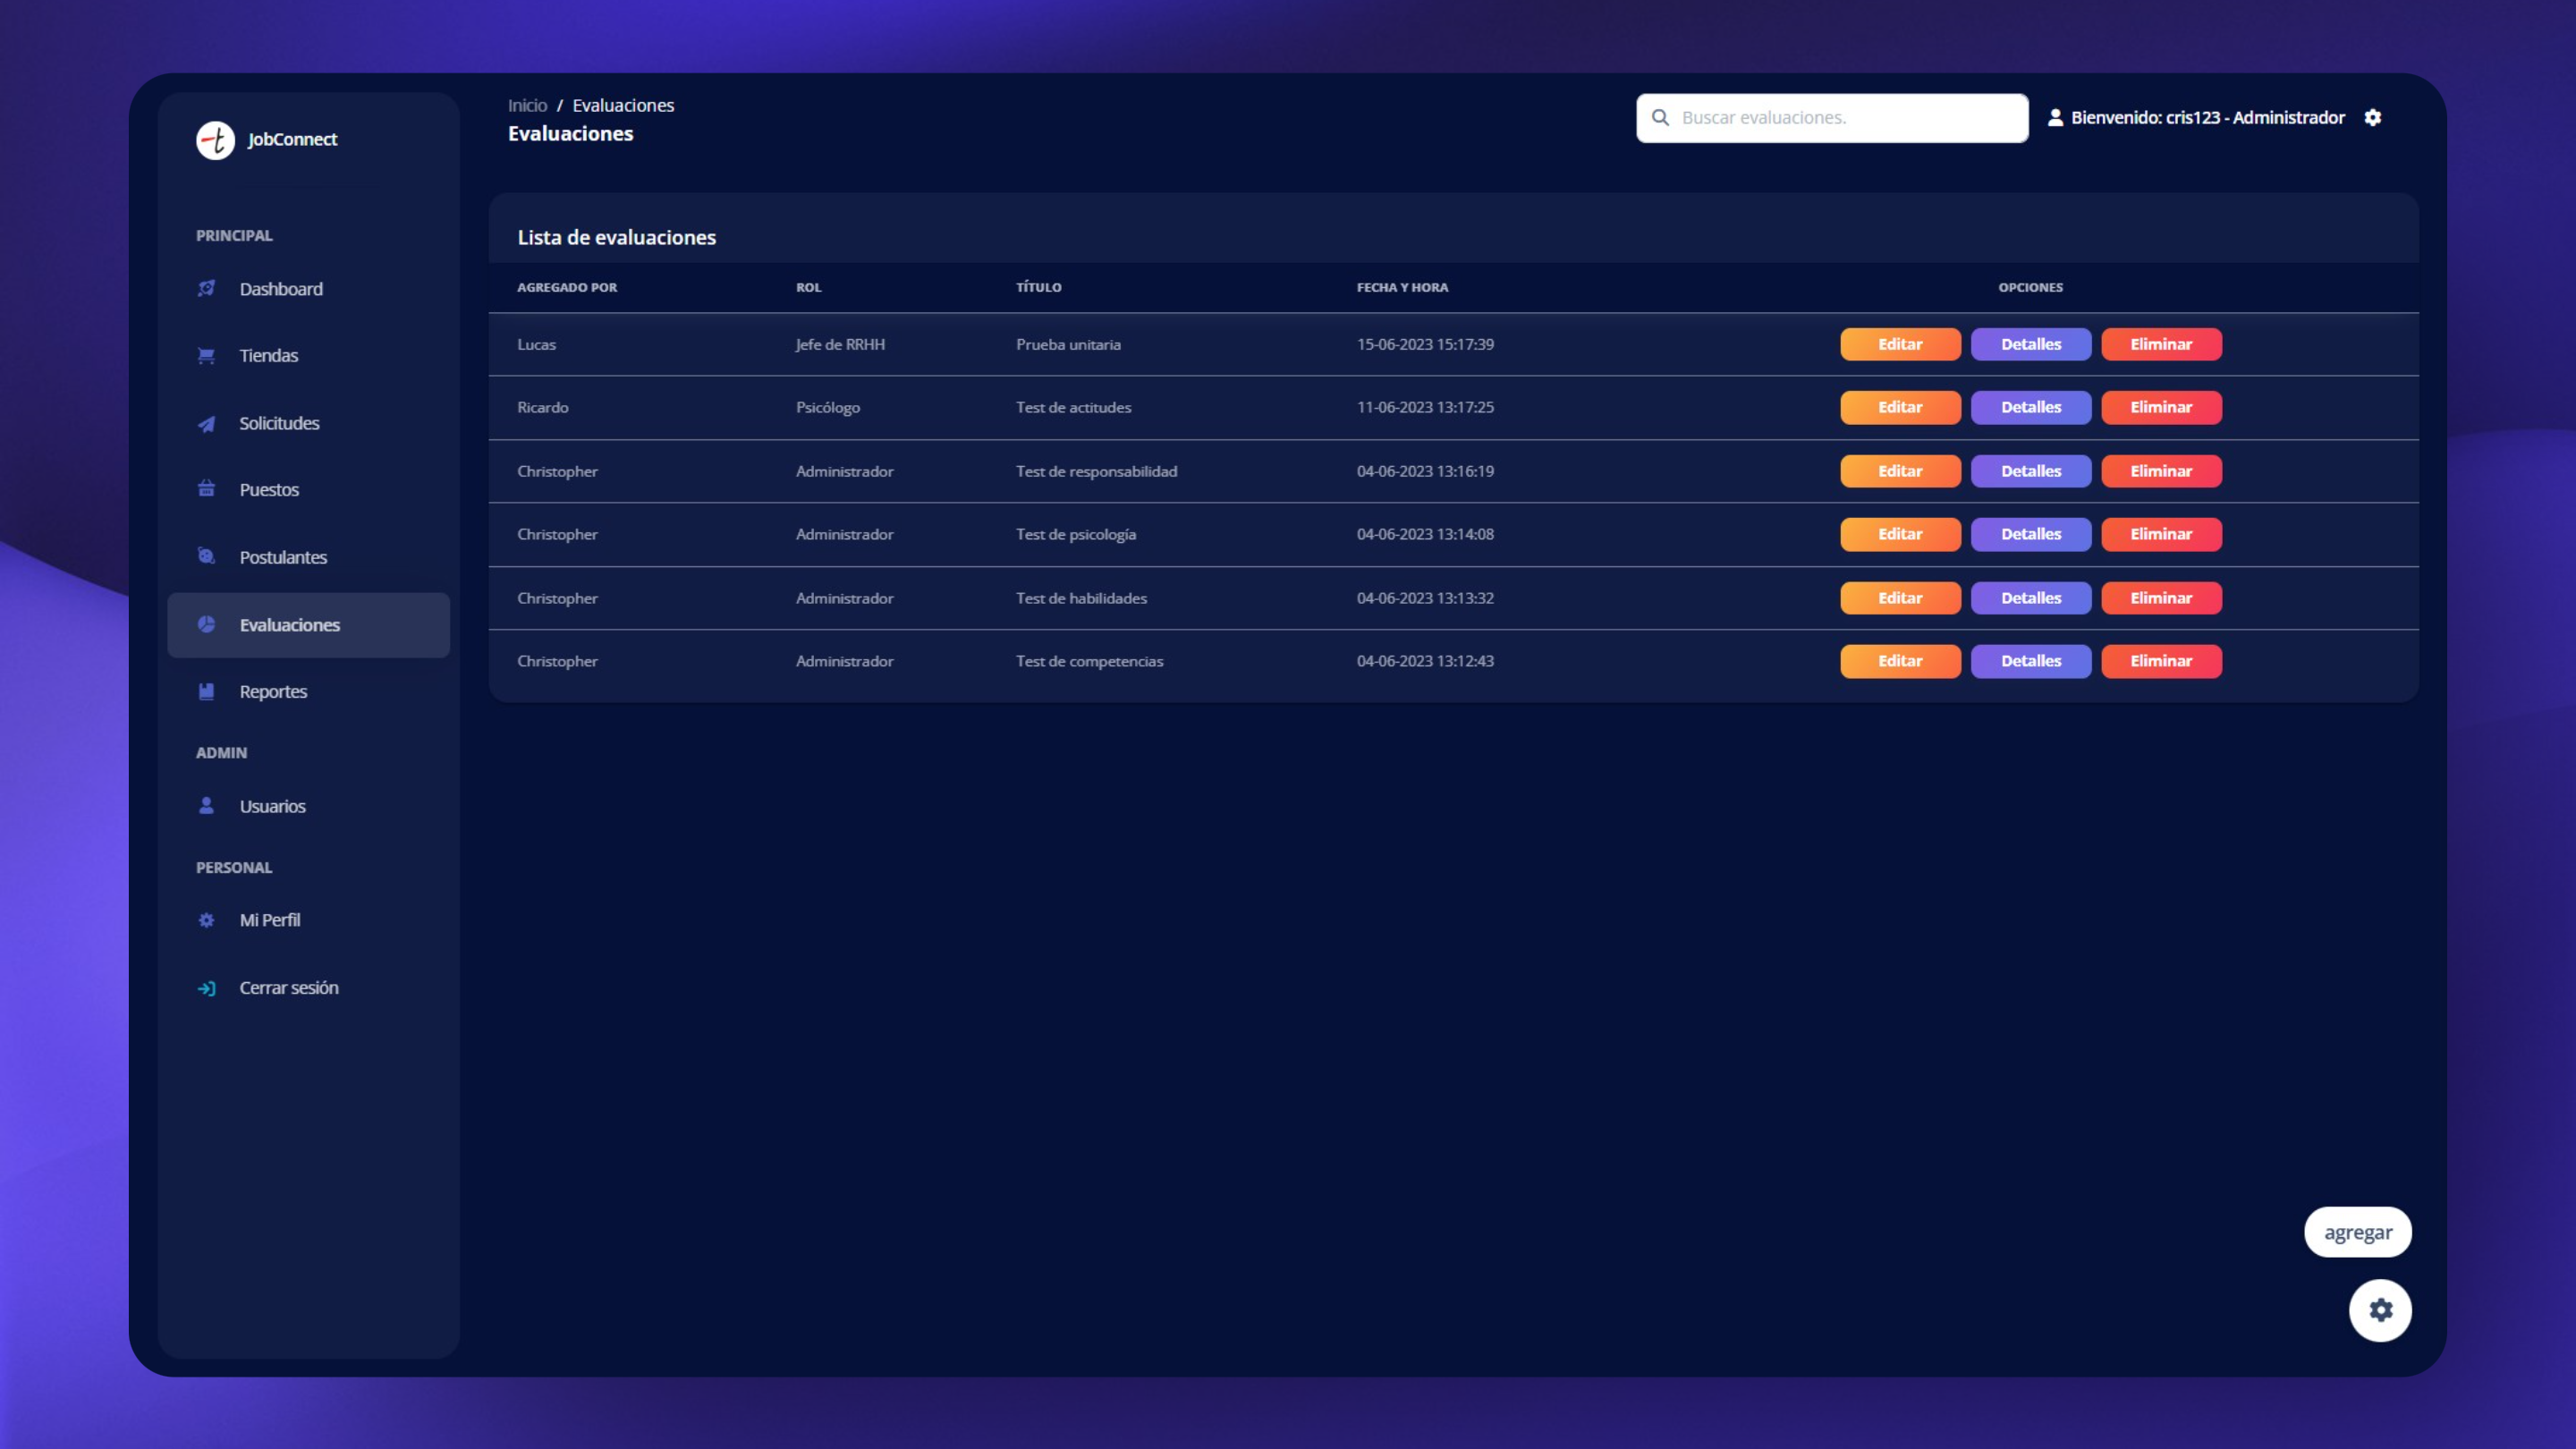 JobConnect
PRINCIPAL
Dashboard
Tiendas
Solicitudes
Puestos
Postulantes
Evaluaciones
Reportes
ADMIN
Usuarios
PERSONAL
Mi Perfil
Cerrar sesión
Inicio / Evaluaciones
Evaluaciones
Buscar evaluaciones.
Bienvenido: cris123 - Administrador
Lista de evaluaciones
AGREGADO POR ROL TÍTULO FECHA Y HORA OPCIONES
Lucas Jefe de RRHH Prueba unitaria 15-06-2023 15:17:39 Editar Detalles Eliminar
Ricardo Psicólogo Test de actitudes 11-06-2023 13:17:25 Editar Detalles Eliminar
Christopher Administrador Test de responsabilidad 04-06-2023 13:16:19 Editar Detalles Eliminar
Christopher Administrador Test de psicología 04-06-2023 13:14:08 Editar Detalles Eliminar
Christopher Administrador Test de habilidades 04-06-2023 13:13:32 Editar Detalles Eliminar
Christopher Administrador Test de competencias 04-06-2023 13:12:43 Editar Detalles Eliminar
agregar